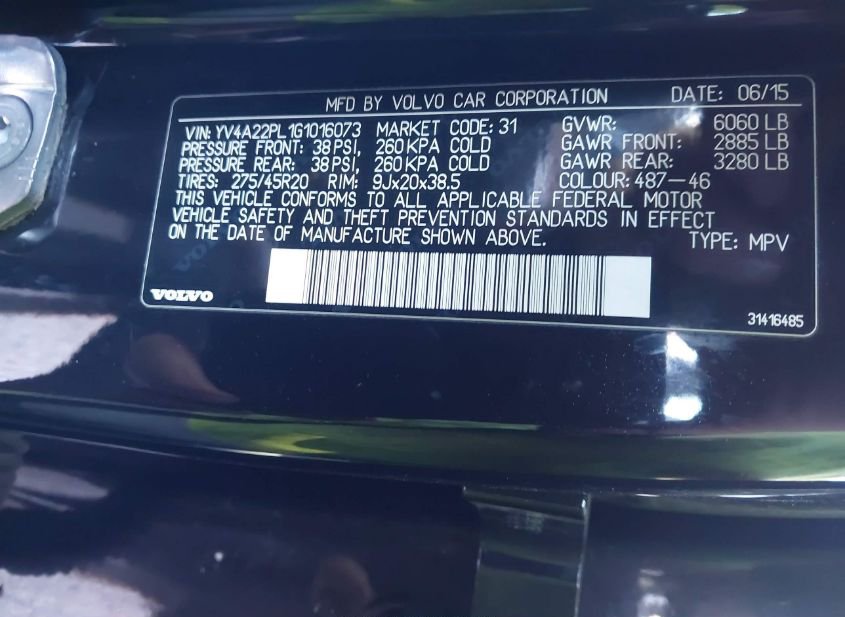 MFD BY VOLVO CAR CORPORATION DATE: 06/15
VIN: YV4A22PL1G1016073 MARKET CODE: 31 GVWR: 6060 LB
PRESSURE FRONT: 38 PSI, 260 KPA COLD GAWR FRONT: 2885 LB
PRESSURE REAR: 38 PSI, 260 KPA COLD GAWR REAR: 3280 LB
TIRES: 275/45R20 RIM: 9Jx20x38.5 COLOUR: 487-46
THIS VEHICLE CONFORMS TO ALL APPLICABLE FEDERAL MOTOR
VEHICLE SAFETY AND THEFT PREVENTION STANDARDS IN EFFECT
ON THE DATE OF MANUFACTURE SHOWN ABOVE. TYPE: MPV
VOLVO
31416485